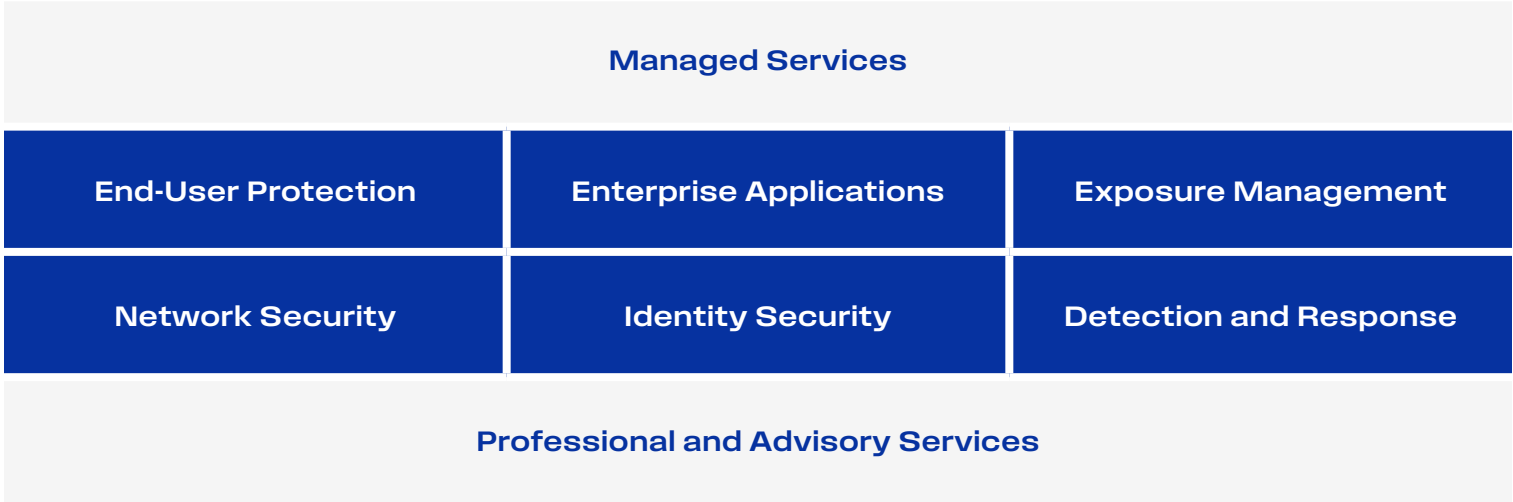 Managed Services
End-User Protection
Enterprise Applications
Exposure Management
Network Security
Identity Security
Detection and Response
Professional and Advisory Services